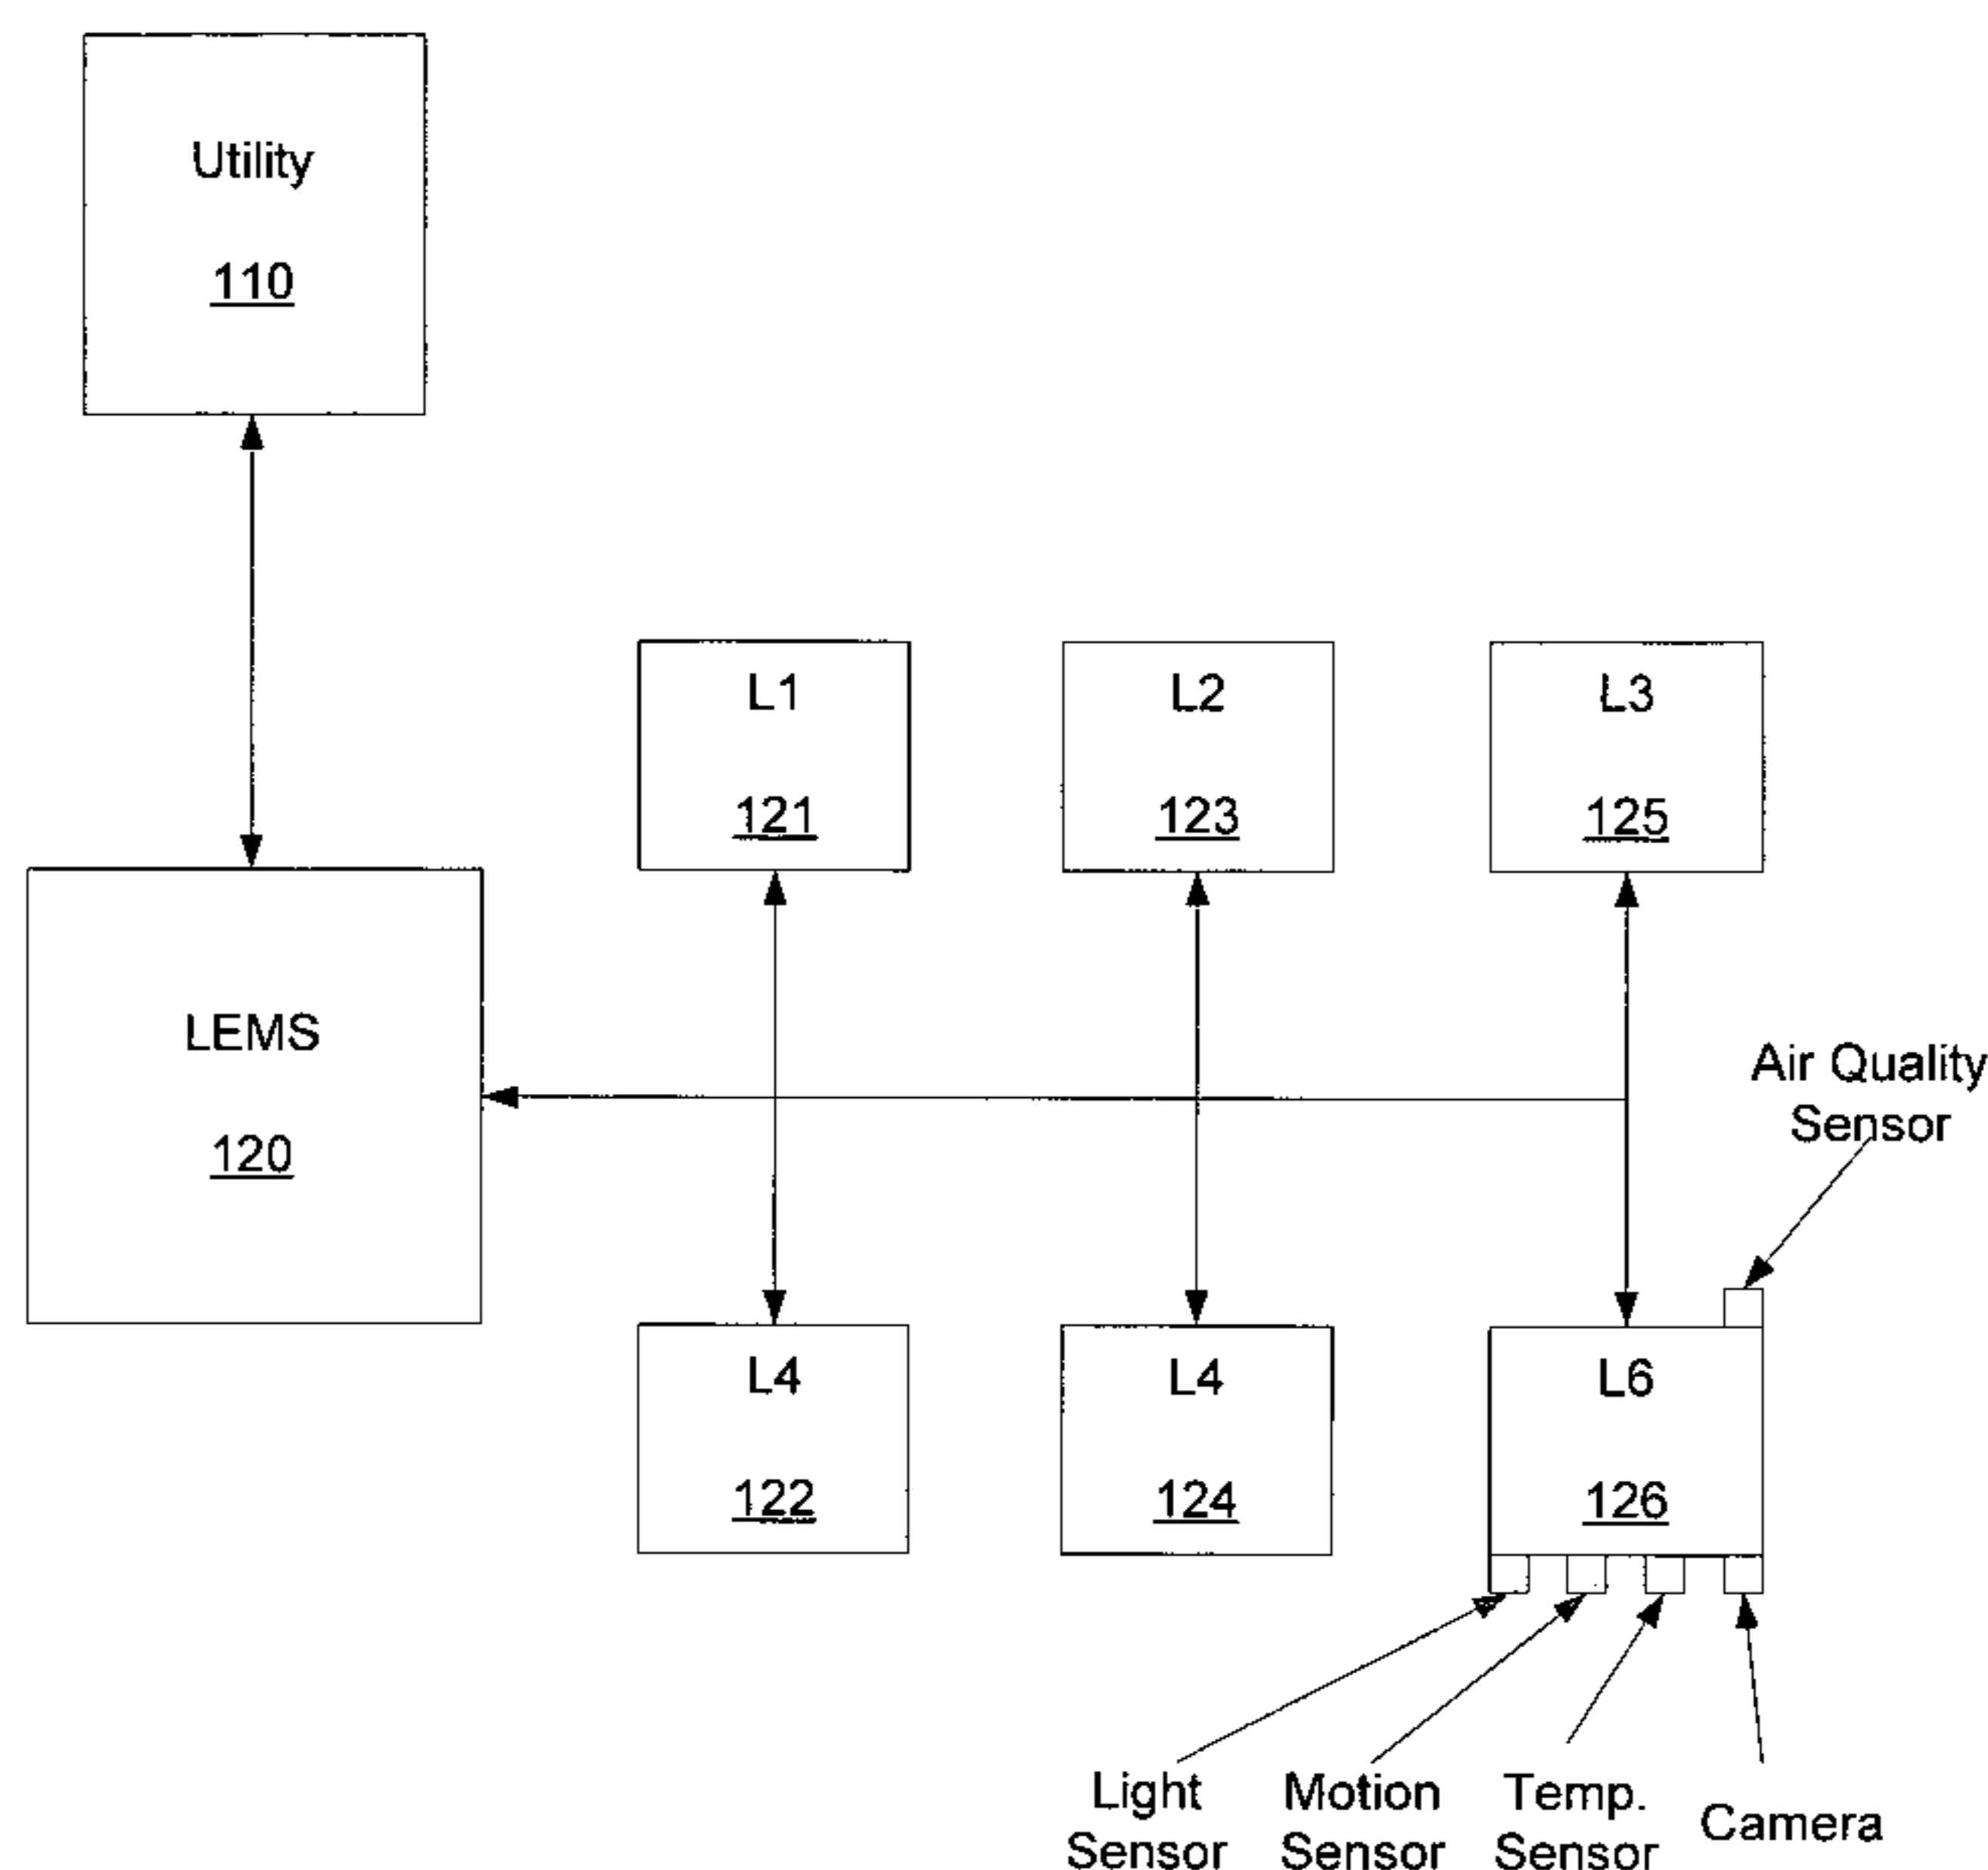 Utility
110
L1
121
L2
123
L3
125
LEMS
120
Air Quality
Sensor
L4
122
L4
124
L6
126
Light
Sensor
Motion
Sensor
Temp.
Sensor
Camera